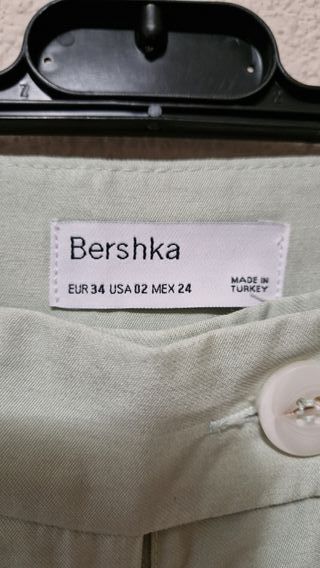 Bershka
EUR 34 USA 02 MEX 24
MADE IN
TURKEY